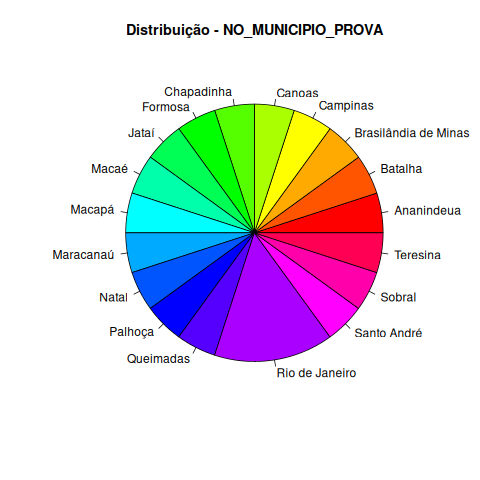 Distribuição - NO_MUNICIPIO_PROVA
Chapadinha
Canoas
Formosa
Campinas
Jataí
Brasilândia de Minas
Macaé
Batalha
Macapá
Ananindeua
Maracanaú
Teresina
Natal
Sobral
Palhoça
Santo André
Queimadas
Rio de Janeiro